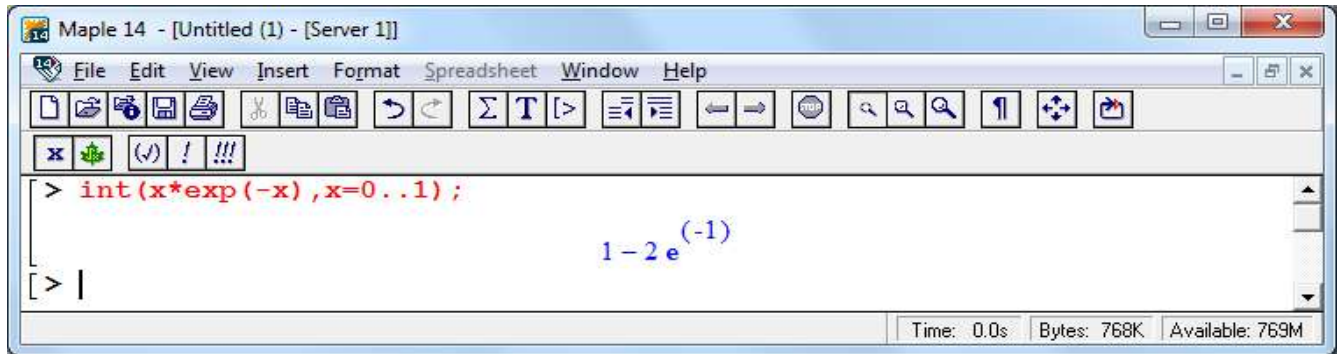 Maple 14 - [Untitled (1) - [Server 1]]
File Edit View Insert Format Spreadsheet Window Help
Σ T [>
x (√) ! !!!
[> int(x*exp(-x),x=0..1);
1 − 2 e^(-1)
[>
Time: 0.0s Bytes: 768K Available: 769M